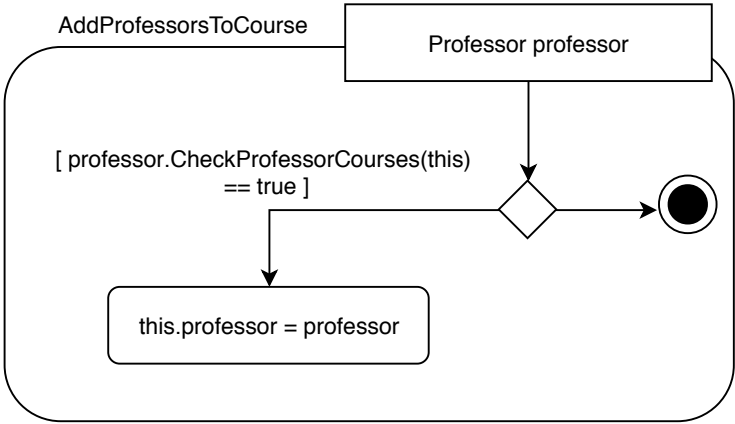 AddProfessorsToCourse
Professor professor
[ professor.CheckProfessorCourses(this)
== true ]
this.professor = professor